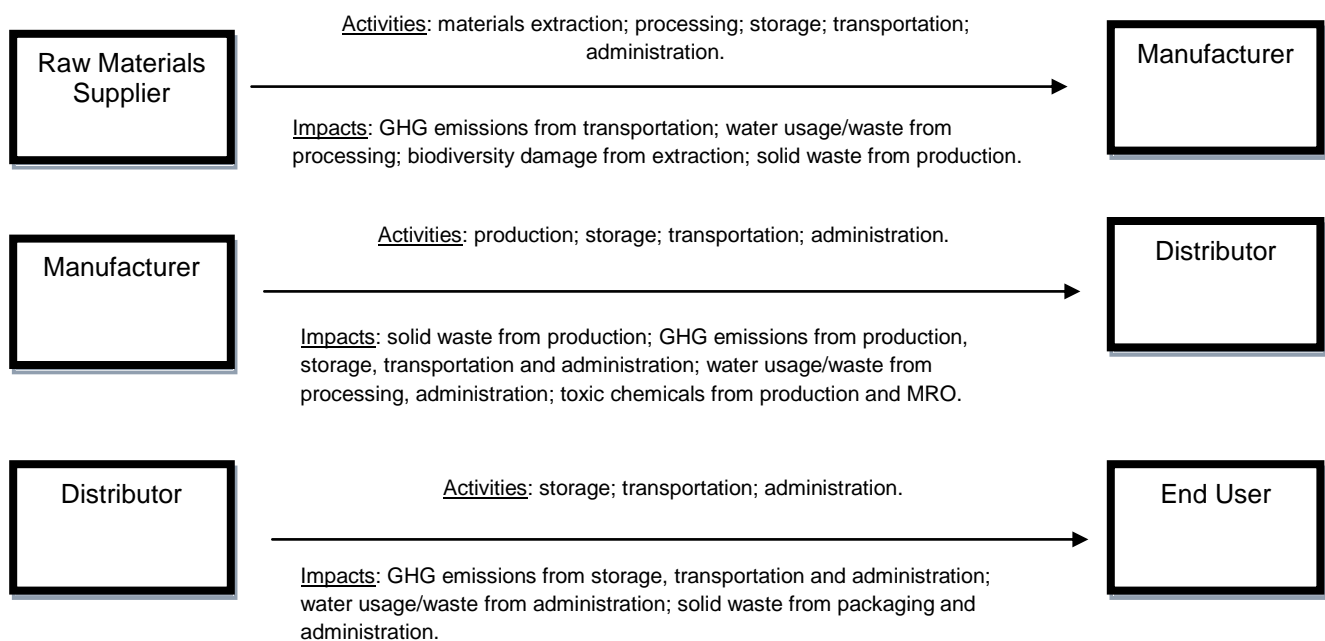 Activities: materials extraction; processing; storage; transportation;
administration.
Raw Materials
Supplier
Manufacturer
Impacts: GHG emissions from transportation; water usage/waste from
processing; biodiversity damage from extraction; solid waste from production.
Activities: production; storage; transportation; administration.
Manufacturer
Distributor
Impacts: solid waste from production; GHG emissions from production,
storage, transportation and administration; water usage/waste from
processing, administration; toxic chemicals from production and MRO.
Distributor
Activities: storage; transportation; administration.
End User
Impacts: GHG emissions from storage, transportation and administration;
water usage/waste from administration; solid waste from packaging and
administration.